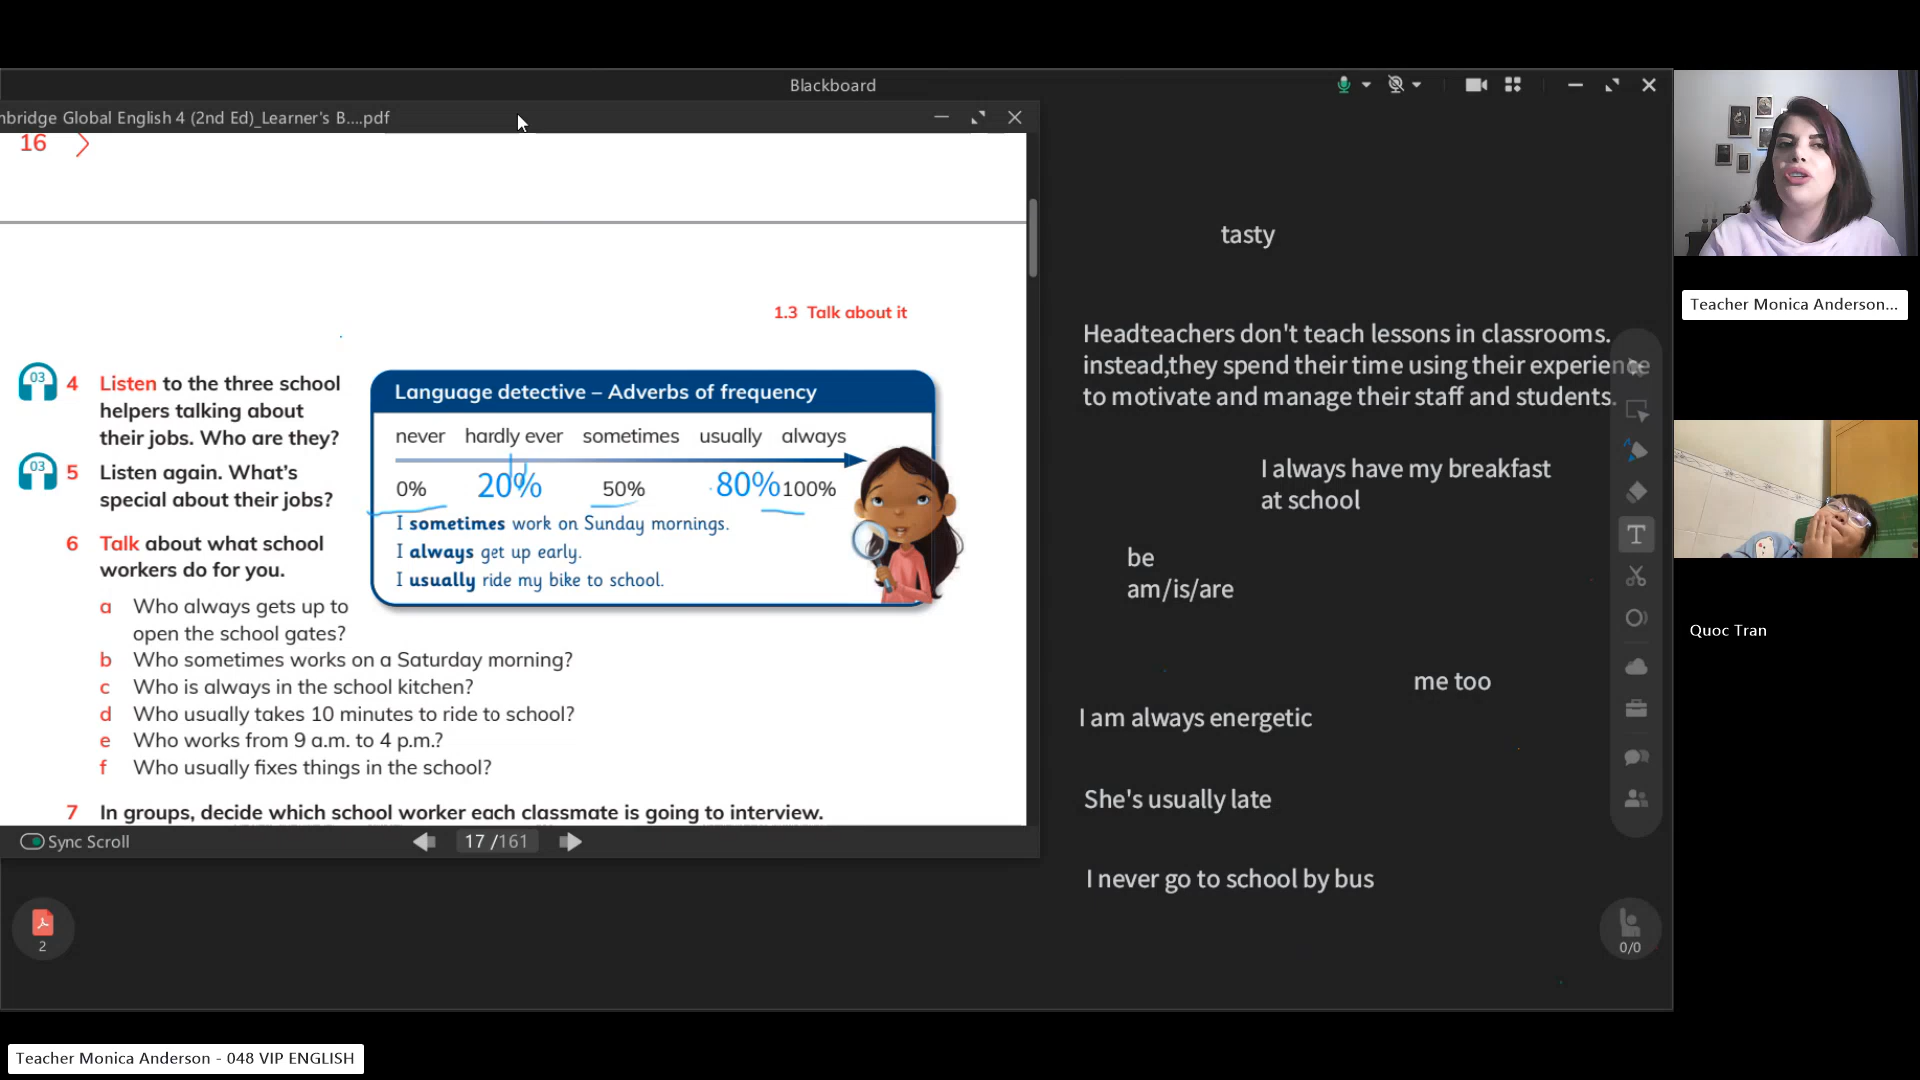 Blackboard
nbridge Global English 4 (2nd Ed)_Learner's B....pdf
16
1.3 Talk about it
03
4 Listen to the three school
helpers talking about
their jobs. Who are they?
03
5 Listen again. What's
special about their jobs?
6 Talk about what school
workers do for you.
a Who always gets up to
open the school gates?
b Who sometimes works on a Saturday morning?
c Who is always in the school kitchen?
d Who usually takes 10 minutes to ride to school?
e Who works from 9 a.m. to 4 p.m.?
f Who usually fixes things in the school?
7 In groups, decide which school worker each classmate is going to interview.
Language detective – Adverbs of frequency
never hardly ever sometimes usually always
0% 20% 50% 80% 100%
I sometimes work on Sunday mornings.
I always get up early.
I usually ride my bike to school.
Sync Scroll
17 /161
2
tasty
Headteachers don't teach lessons in classrooms.
instead,they spend their time using their experience
to motivate and manage their staff and students.
I always have my breakfast
at school
be
am/is/are
me too
I am always energetic
She's usually late
I never go to school by bus
T
0/0
Teacher Monica Anderson...
Quoc Tran
Teacher Monica Anderson - 048 VIP ENGLISH